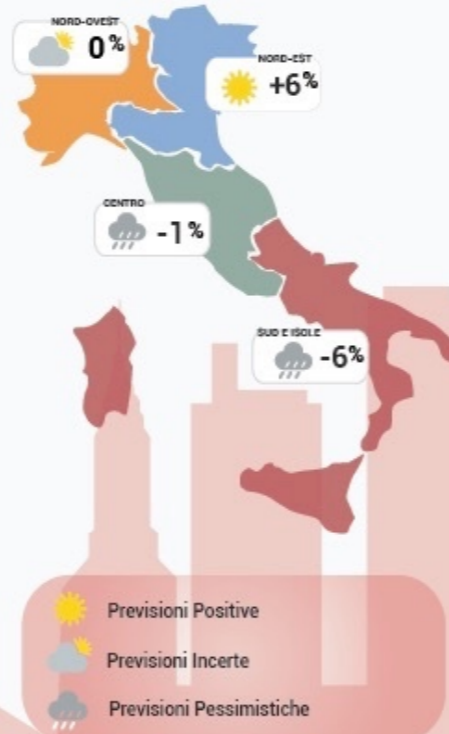 NORD-OVEST
0%
NORD-EST
+6%
CENTRO
-1%
SUD E ISOLE
-6%
Previsioni Positive
Previsioni Incerte
Previsioni Pessimistiche